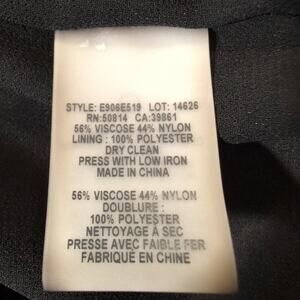 STYLE: E906E519 LOT: 14626
RN:50814 CA:39861
56% VISCOSE 44% NYLON
LINING : 100% POLYESTER
DRY CLEAN
PRESS WITH LOW IRON
MADE IN CHINA
56% VISCOSE 44% NYLON
DOUBLURE :
100% POLYESTER
NETTOYAGE À SEC
PRESSE AVEC FAIBLE FER
FABRIQUÉ EN CHINE